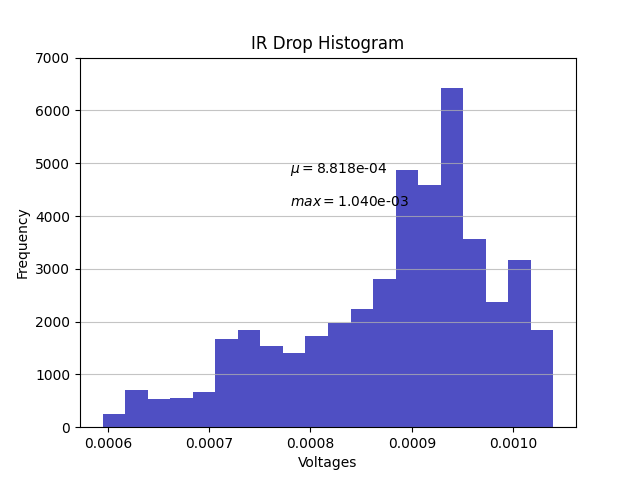 IR Drop Histogram
7000
6000
5000
4000
3000
2000
1000
0
Frequency
μ = 8.818e-04
max = 1.040e-03
0.0006 0.0007 0.0008 0.0009 0.0010
Voltages